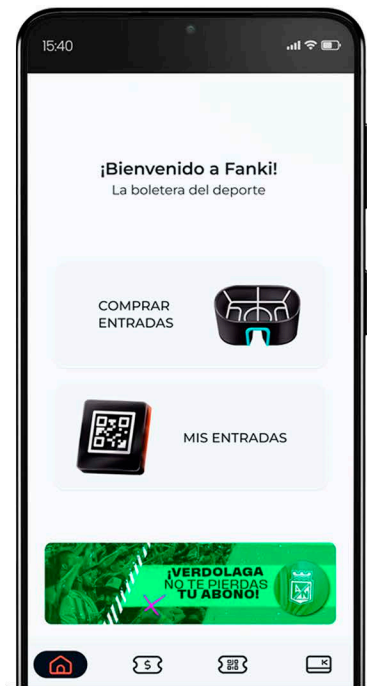 15:40
¡Bienvenido a Fanki!
La boletera del deporte
COMPRAR
ENTRADAS
MIS ENTRADAS
¡VERDOLAGA
NO TE PIERDAS
TU ABONO!
$
K